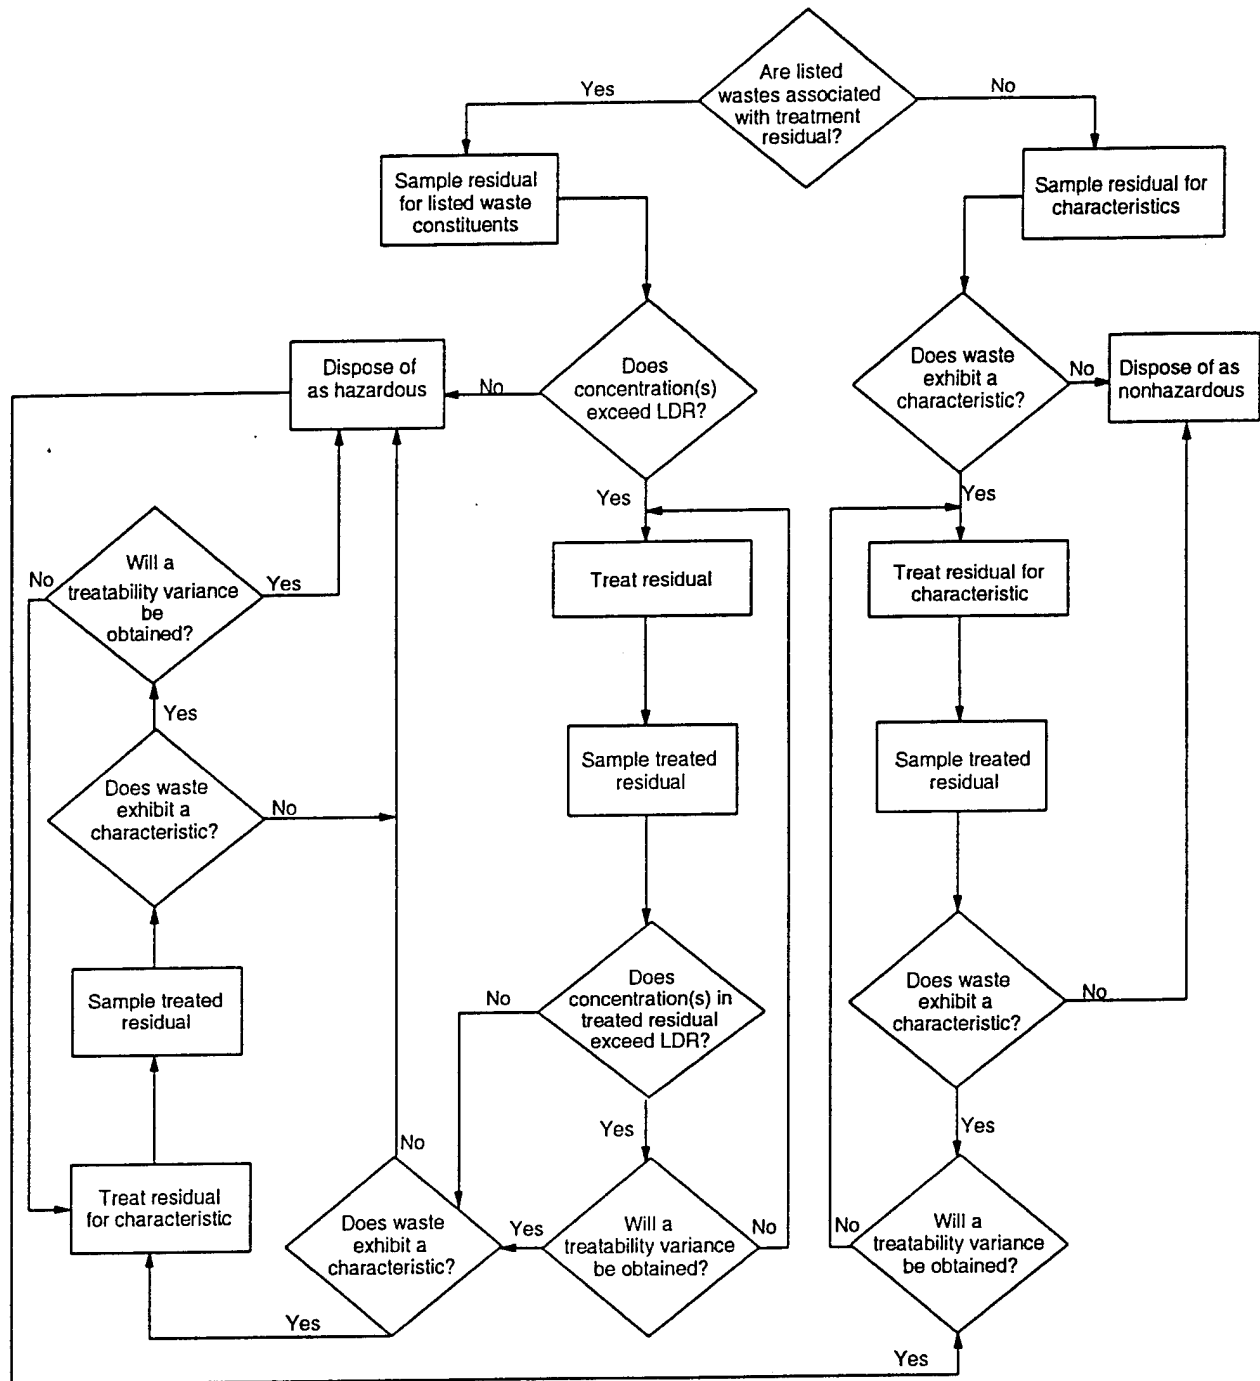 Are listed
wastes associated
with treatment
residual?
Yes
No
Sample residual
for listed waste
constituents
Sample residual for
characteristics
Dispose of
as hazardous
No
Does
concentration(s)
exceed LDR?
Does waste
exhibit a
characteristic?
No
Dispose of as
nonhazardous
Yes
Yes
Will a
treatability variance
be
obtained?
No
Yes
Treat residual
Treat residual for
characteristic
Yes
Does waste
exhibit a
characteristic?
No
Sample treated
residual
Sample treated
residual
Sample treated
residual
No
Does
concentration(s) in
treated residual
exceed LDR?
Does waste
exhibit a
characteristic?
No
Yes
Yes
No
Treat residual
for characteristic
Does waste
exhibit a
characteristic?
Yes
Will a
treatability variance
be obtained?
No
No
Will a
treatability variance
be obtained?
Yes
Yes